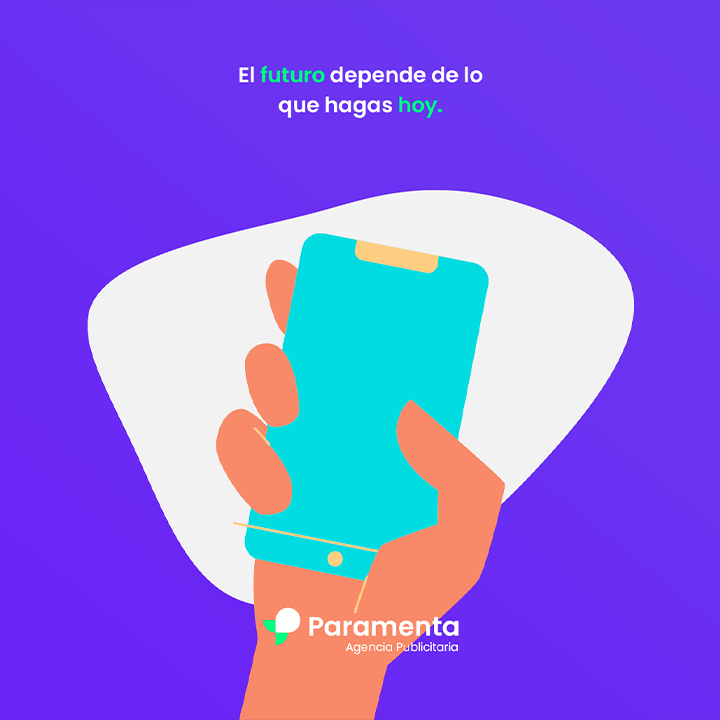 El futuro depende de lo
que hagas hoy.
Paramenta
Agencia Publicitaria